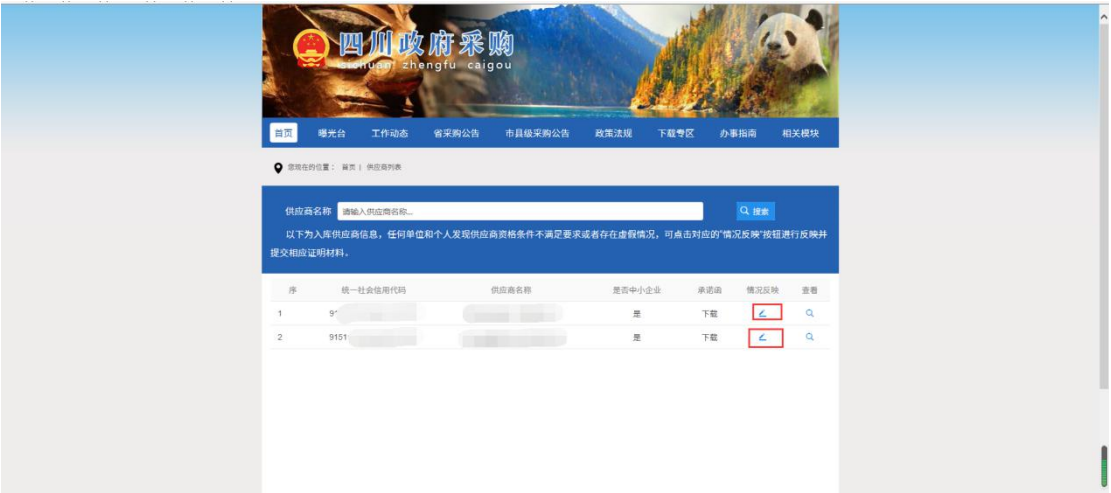 四川政府采购
sichuan zhengfu caigou
首页 曝光台 工作动态 省采购公告 市县级采购公告 政策法规 下载专区 办事指南 相关模块
您现在的位置： 首页 | 供应商列表
供应商名称 请输入供应商名称... 搜索
以下为入库供应商信息，任何单位和个人发现供应商资格条件不满足要求或者存在虚假情况，可点击对应的"情况反映"按钮进行反映并
提交相应证明材料。
序 统一社会信用代码 供应商名称 是否中小企业 承诺函 情况反映 查看
1 9 是 下载
2 9151 是 下载